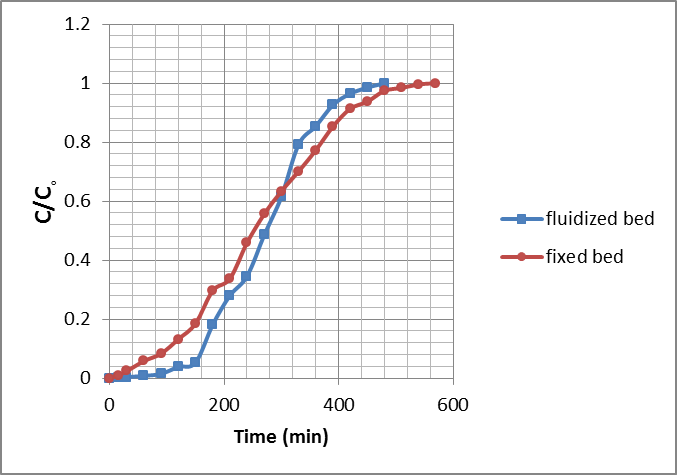 1.2
1
0.8
0.6
0.4
0.2
0
C/C。
0 200 400 600
Time (min)
fluidized bed
fixed bed